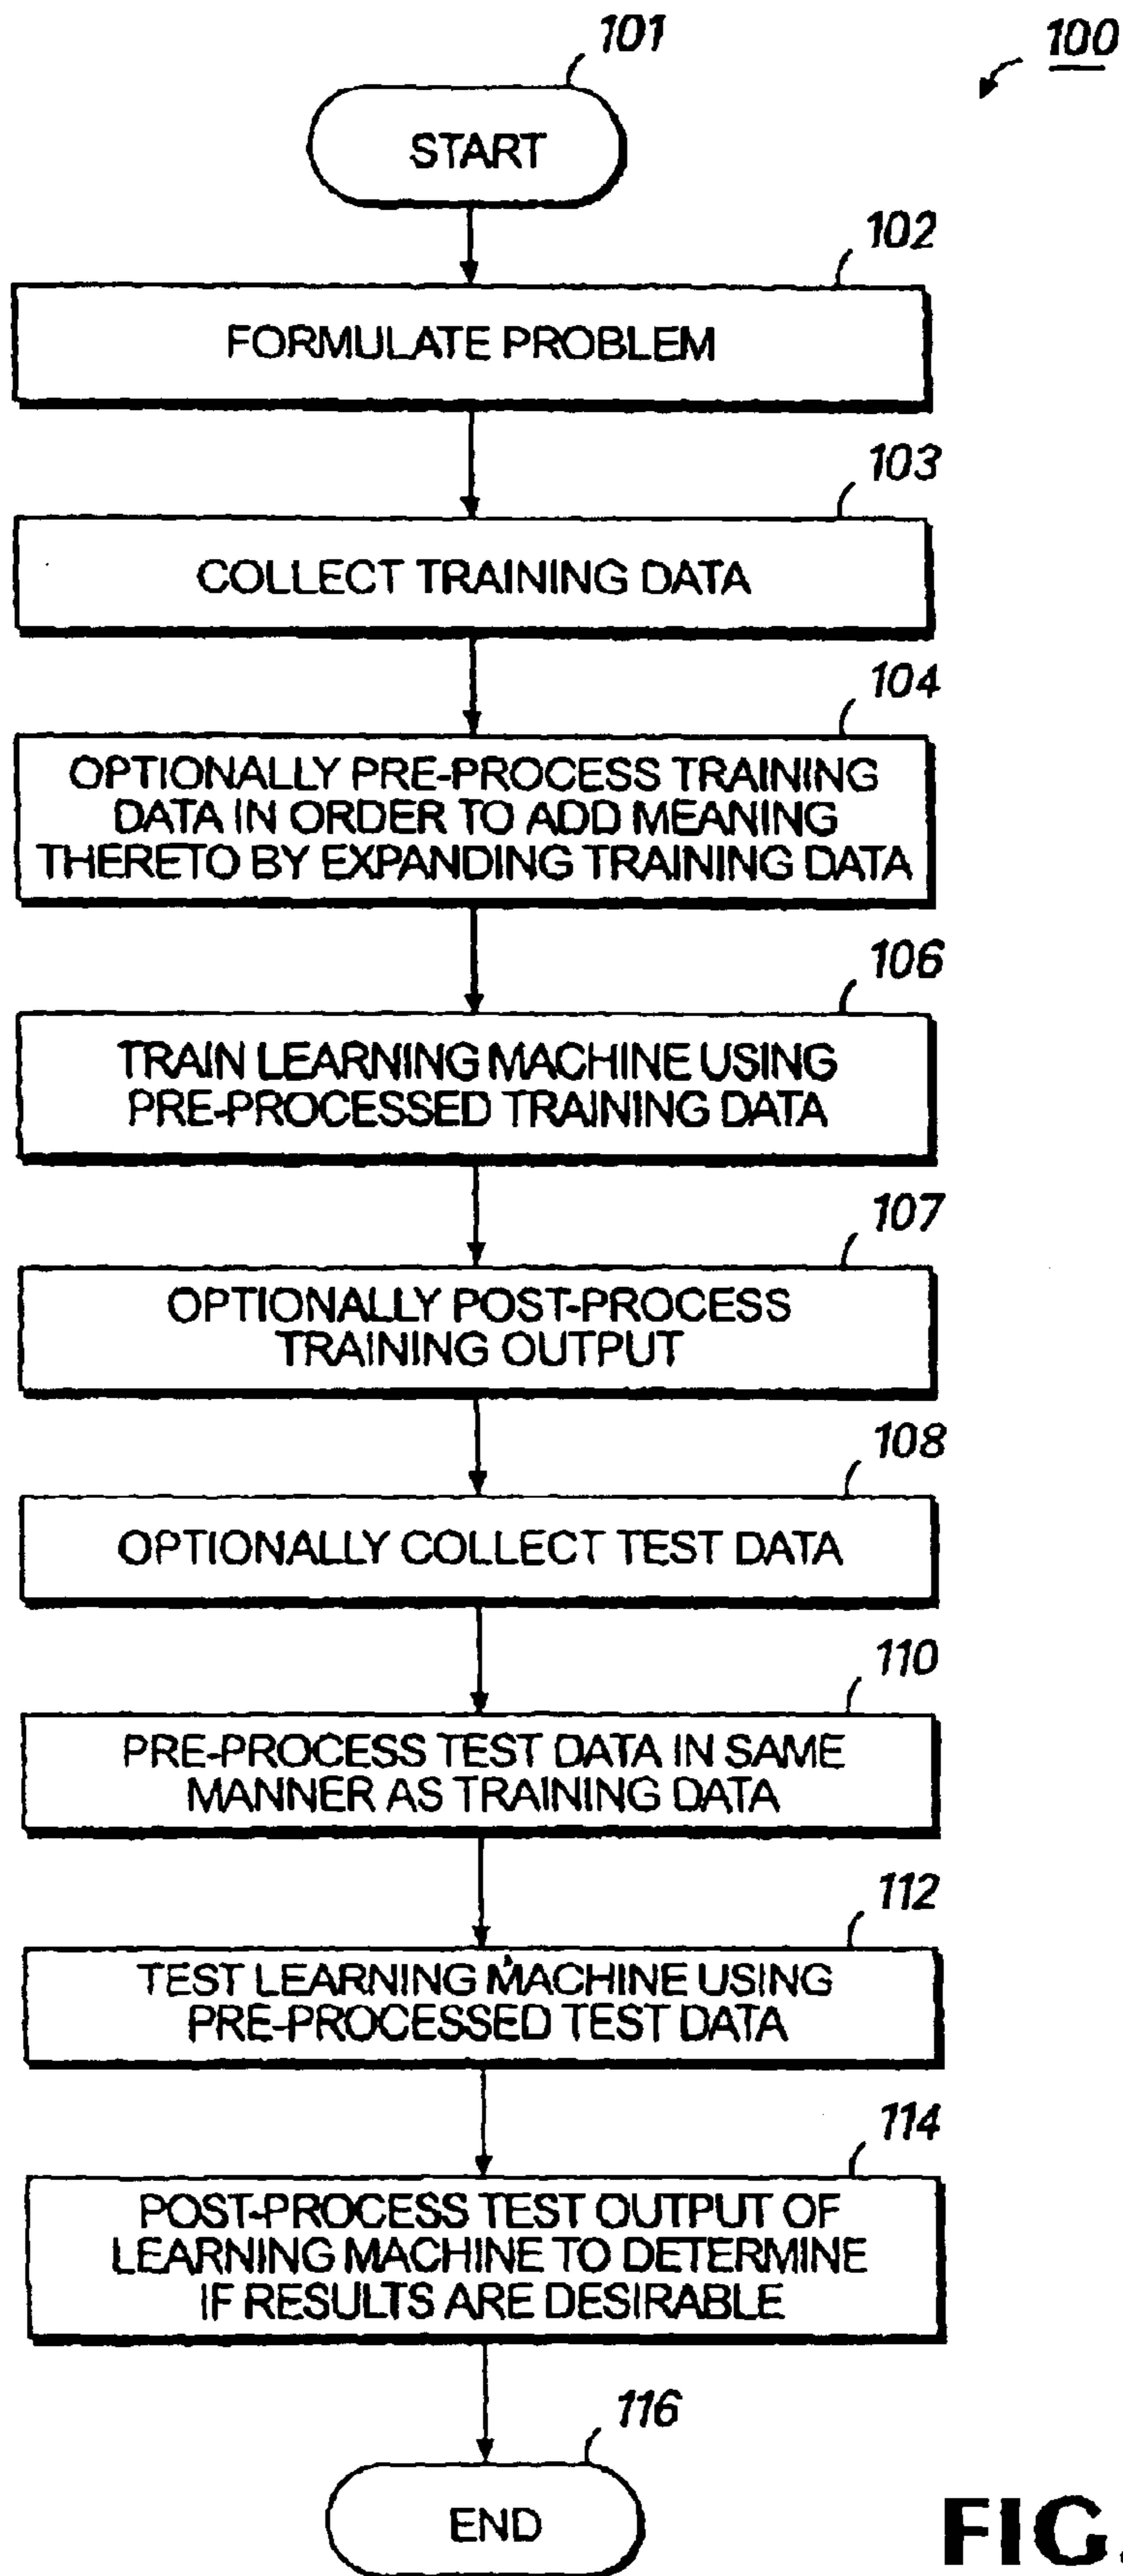 101
100
START
102
FORMULATE PROBLEM
103
COLLECT TRAINING DATA
104
OPTIONALLY PRE-PROCESS TRAINING
DATA IN ORDER TO ADD MEANING
THERETO BY EXPANDING TRAINING DATA
106
TRAIN LEARNING MACHINE USING
PRE-PROCESSED TRAINING DATA
107
OPTIONALLY POST-PROCESS
TRAINING OUTPUT
108
OPTIONALLY COLLECT TEST DATA
110
PRE-PROCESS TEST DATA IN SAME
MANNER AS TRAINING DATA
112
TEST LEARNING MACHINE USING
PRE-PROCESSED TEST DATA
114
POST-PROCESS TEST OUTPUT OF
LEARNING MACHINE TO DETERMINE
IF RESULTS ARE DESIRABLE
116
END
FIG.